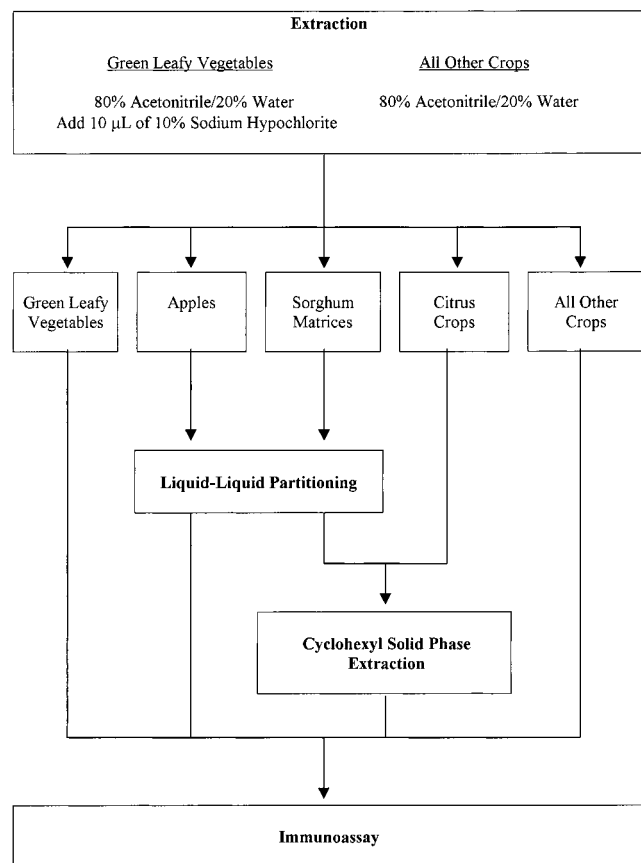 Extraction
Green Leafy Vegetables
All Other Crops
80% Acetonitrile/20% Water
80% Acetonitrile/20% Water
Add 10 µL of 10% Sodium Hypochlorite
Green Leafy
Vegetables
Apples
Sorghum
Matrices
Citrus
Crops
All Other
Crops
Liquid-Liquid Partitioning
Cyclohexyl Solid Phase
Extraction
Immunoassay